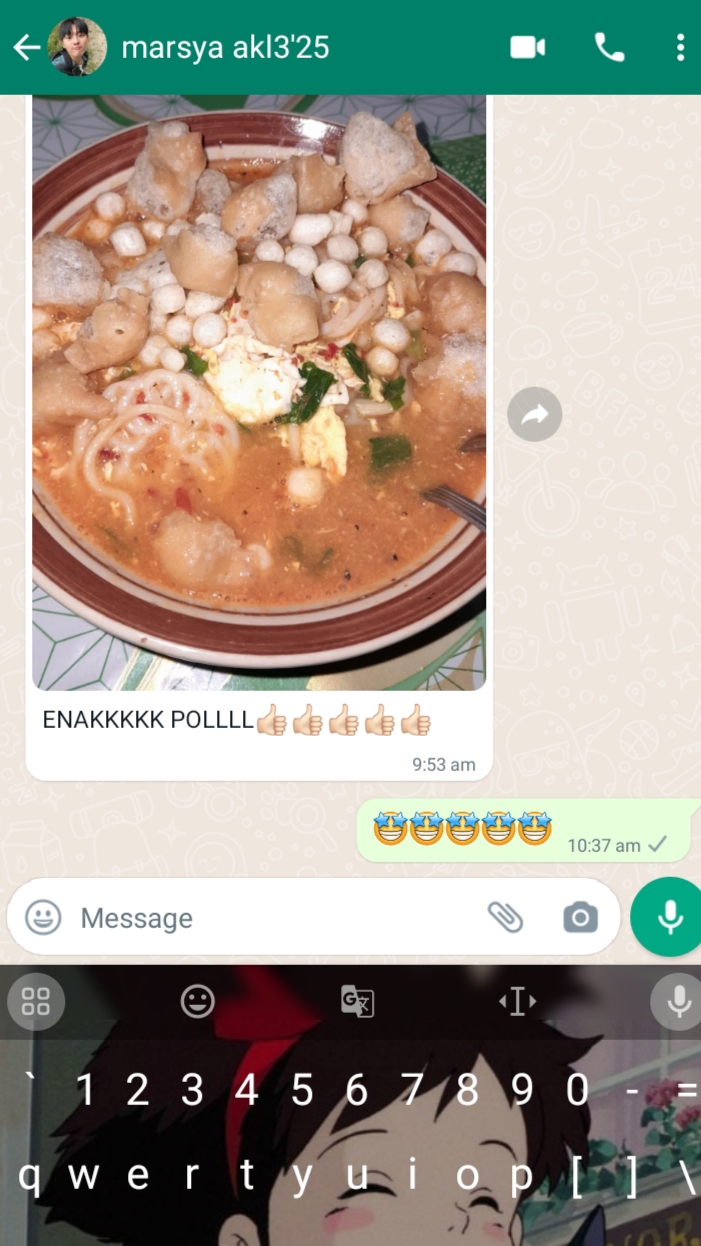 marsya akl3'25
ENAKKKKK POLLLL👍🏻👍🏻👍🏻👍🏻👍🏻
9:53 am
🤩🤩🤩🤩🤩
10:37 am
Message
` 1 2 3 4 5 6 7 8 9 0 - =
q w e r t y u i o p [ ] \